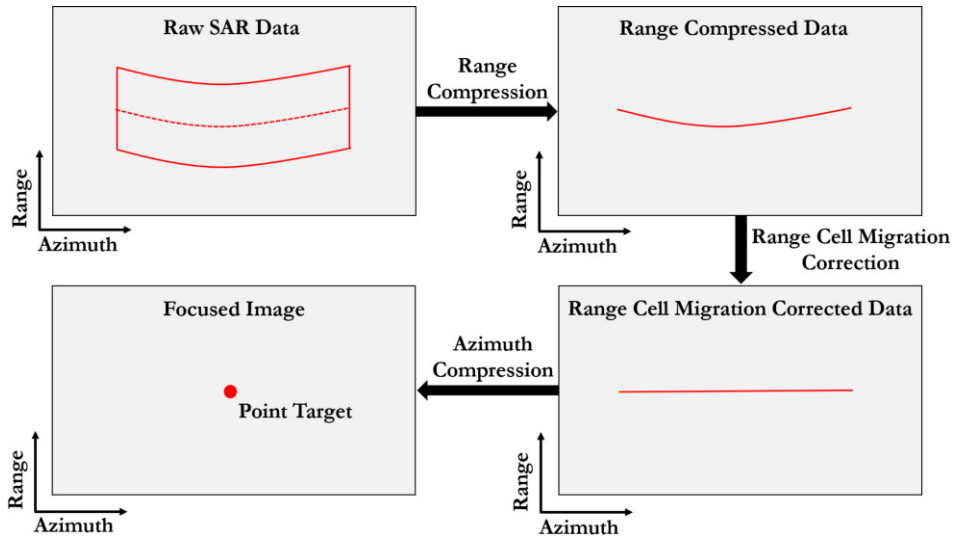 Raw SAR Data
Range
Azimuth
Range
Compression
Range Compressed Data
Range
Azimuth
Range Cell Migration
Correction
Range Cell Migration Corrected Data
Range
Azimuth
Azimuth
Compression
Focused Image
Point Target
Range
Azimuth